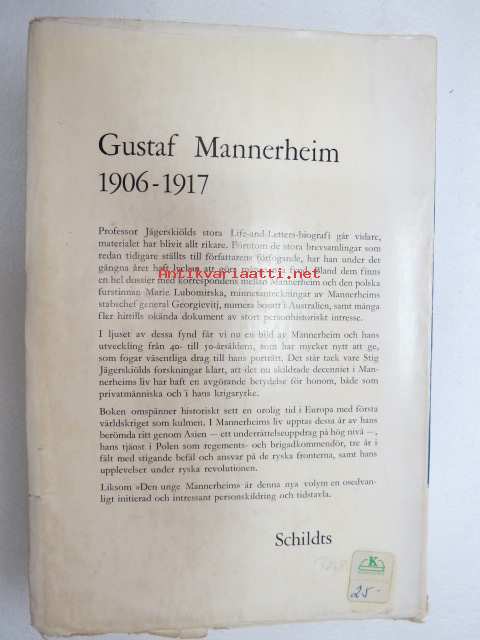 Gustaf Mannerheim
1906-1917
Professor Jägerskiölds stora Life-and-Letters-biografi går vidare,
materialet har blivit allt rikare. Förutom de stora brevsamlingar som
redan tidigare ställts till författarens förfogande, har han under det
gångna året haft lyckan att göra många nya fynd. Bland dem finns
antikvariaatti.net
en hel dossier med korrespondens mellan Mannerheim och den polska
furstinnan Marie Lubomirska, minnesanteckningar av Mannerheims
stabschef general Georgievitj, numera bosatt i Australien, samt många
fler hittills okända dokument av stort personhistoriskt intresse.
I ljuset av dessa fynd får vi nu en bild av Mannerheim och hans
utveckling från 40- till 50-årsåldern, som har mycket nytt att ge,
som fogar väsentliga drag till hans porträtt. Det står tack vare Stig
Jägerskiölds forskningar klart, att det nu skildrade decenniet i Man-
nerheims liv har haft en avgörande betydelse för honom, både som
privatmänniska och i hans krigaryrke.
Boken omspänner historiskt sett en orolig tid i Europa med första
världskriget som kulmen. I Mannerheims liv upptas dessa år av hans
berömda ritt genom Asien — ett underrättelseuppdrag på hög nivå —,
hans tjänst i Polen som regements- och brigadkommendör, tre år i
fält med stigande befäl och ansvar på de ryska fronterna, samt hans
upplevelser under ryska revolutionen.
Liksom »Den unge Mannerheim» är denna nya volym en osedvan-
ligt initierad och intressant personskildring och tidstavla.
Schildts
K
25-